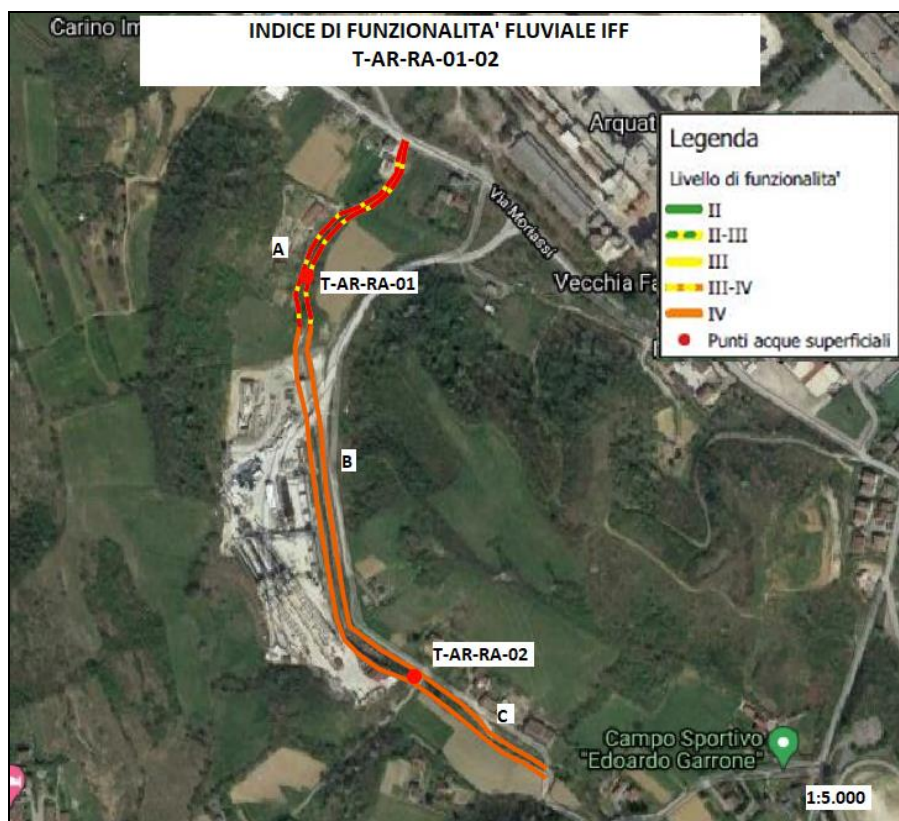 Carino Im
INDICE DI FUNZIONALITA' FLUVIALE IFF
T-AR-RA-01-02
Arquat
Legenda
Livello di funzionalita'
II
II-III
III
III-IV
IV
Punti acque superficiali
Via Moriassi
A
T-AR-RA-01
Vecchia Fa
B
T-AR-RA-02
C
Campo Sportivo
"Edoardo Garrone"
1:5.000